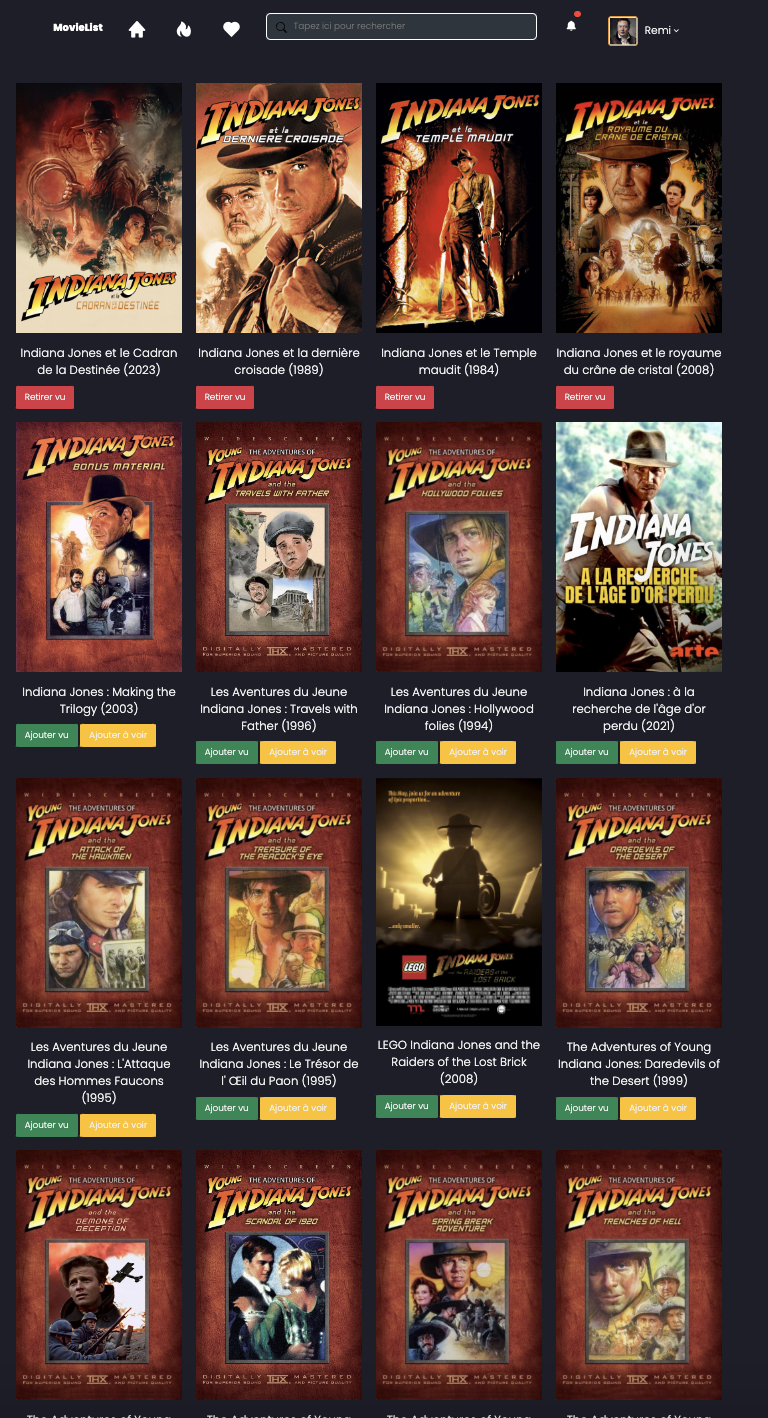 MovieList
Tapez ici pour rechercher
Remi
INDIANA JONES
et le
CADRAN DE LA DESTINÉE
INDIANA JONES
et la
DERNIÈRE CROISADE
INDIANA JONES
et le
TEMPLE MAUDIT
INDIANA JONES
et le
ROYAUME DU
CRÂNE DE CRISTAL
Indiana Jones et le Cadran
de la Destinée (2023)
Indiana Jones et la dernière
croisade (1989)
Indiana Jones et le Temple
maudit (1984)
Indiana Jones et le royaume
du crâne de cristal (2008)
Retirer vu
Retirer vu
Retirer vu
Retirer vu
INDIANA JONES
BONUS MATERIAL
WIDESCREEN
YOUNG THE ADVENTURES OF
INDIANA JONES
and the
TRAVELS WITH FATHER
DIGITALLY THX MASTERED
FOR SUPERIOR SOUND AND PICTURE QUALITY
WIDESCREEN
YOUNG THE ADVENTURES OF
INDIANA JONES
and the
HOLLYWOOD FOLLIES
DIGITALLY THX MASTERED
FOR SUPERIOR SOUND AND PICTURE QUALITY
INDIANA
JONES
A LA RECHERCHE
DE L'ÂGE D'OR PERDU
arte
Indiana Jones : Making the
Trilogy (2003)
Les Aventures du Jeune
Indiana Jones : Travels with
Father (1996)
Les Aventures du Jeune
Indiana Jones : Hollywood
folies (1994)
Indiana Jones : à la
recherche de l'âge d'or
perdu (2021)
Ajouter vu
Ajouter à voir
Ajouter vu
Ajouter à voir
Ajouter vu
Ajouter à voir
Ajouter vu
Ajouter à voir
WIDESCREEN
YOUNG THE ADVENTURES OF
INDIANA JONES
and the
ATTACK OF
THE HAWKMEN
DIGITALLY THX MASTERED
FOR SUPERIOR SOUND AND PICTURE QUALITY
WIDESCREEN
YOUNG THE ADVENTURES OF
INDIANA JONES
and the
TREASURE OF
THE PEACOCK'S EYE
DIGITALLY THX MASTERED
FOR SUPERIOR SOUND AND PICTURE QUALITY
This May, join us for an adventure
of Epic proportion...
...only smaller.
LEGO
INDIANA JONES
and the RAIDERS of the
LOST BRICK
WIDESCREEN
YOUNG THE ADVENTURES OF
INDIANA JONES
and the
DAREDEVILS OF
THE DESERT
DIGITALLY THX MASTERED
FOR SUPERIOR SOUND AND PICTURE QUALITY
Les Aventures du Jeune
Indiana Jones : L'Attaque
des Hommes Faucons
(1995)
Les Aventures du Jeune
Indiana Jones : Le Trésor de
l' Œil du Paon (1995)
LEGO Indiana Jones and the
Raiders of the Lost Brick
(2008)
The Adventures of Young
Indiana Jones: Daredevils of
the Desert (1999)
Ajouter vu
Ajouter à voir
Ajouter vu
Ajouter à voir
Ajouter vu
Ajouter à voir
Ajouter vu
Ajouter à voir
WIDESCREEN
YOUNG THE ADVENTURES OF
INDIANA JONES
and the
DEMONS OF
DECEPTION
DIGITALLY THX MASTERED
FOR SUPERIOR SOUND AND PICTURE QUALITY
WIDESCREEN
YOUNG THE ADVENTURES OF
INDIANA JONES
and the
SCANDAL OF 1920
DIGITALLY THX MASTERED
FOR SUPERIOR SOUND AND PICTURE QUALITY
WIDESCREEN
YOUNG THE ADVENTURES OF
INDIANA JONES
and the
SPRING BREAK
ADVENTURE
DIGITALLY THX MASTERED
FOR SUPERIOR SOUND AND PICTURE QUALITY
WIDESCREEN
YOUNG THE ADVENTURES OF
INDIANA JONES
and the
TRENCHES OF HELL
DIGITALLY THX MASTERED
FOR SUPERIOR SOUND AND PICTURE QUALITY
The Adventures of Young
The Adventures of Young
The Adventures of Young
The Adventures of Young